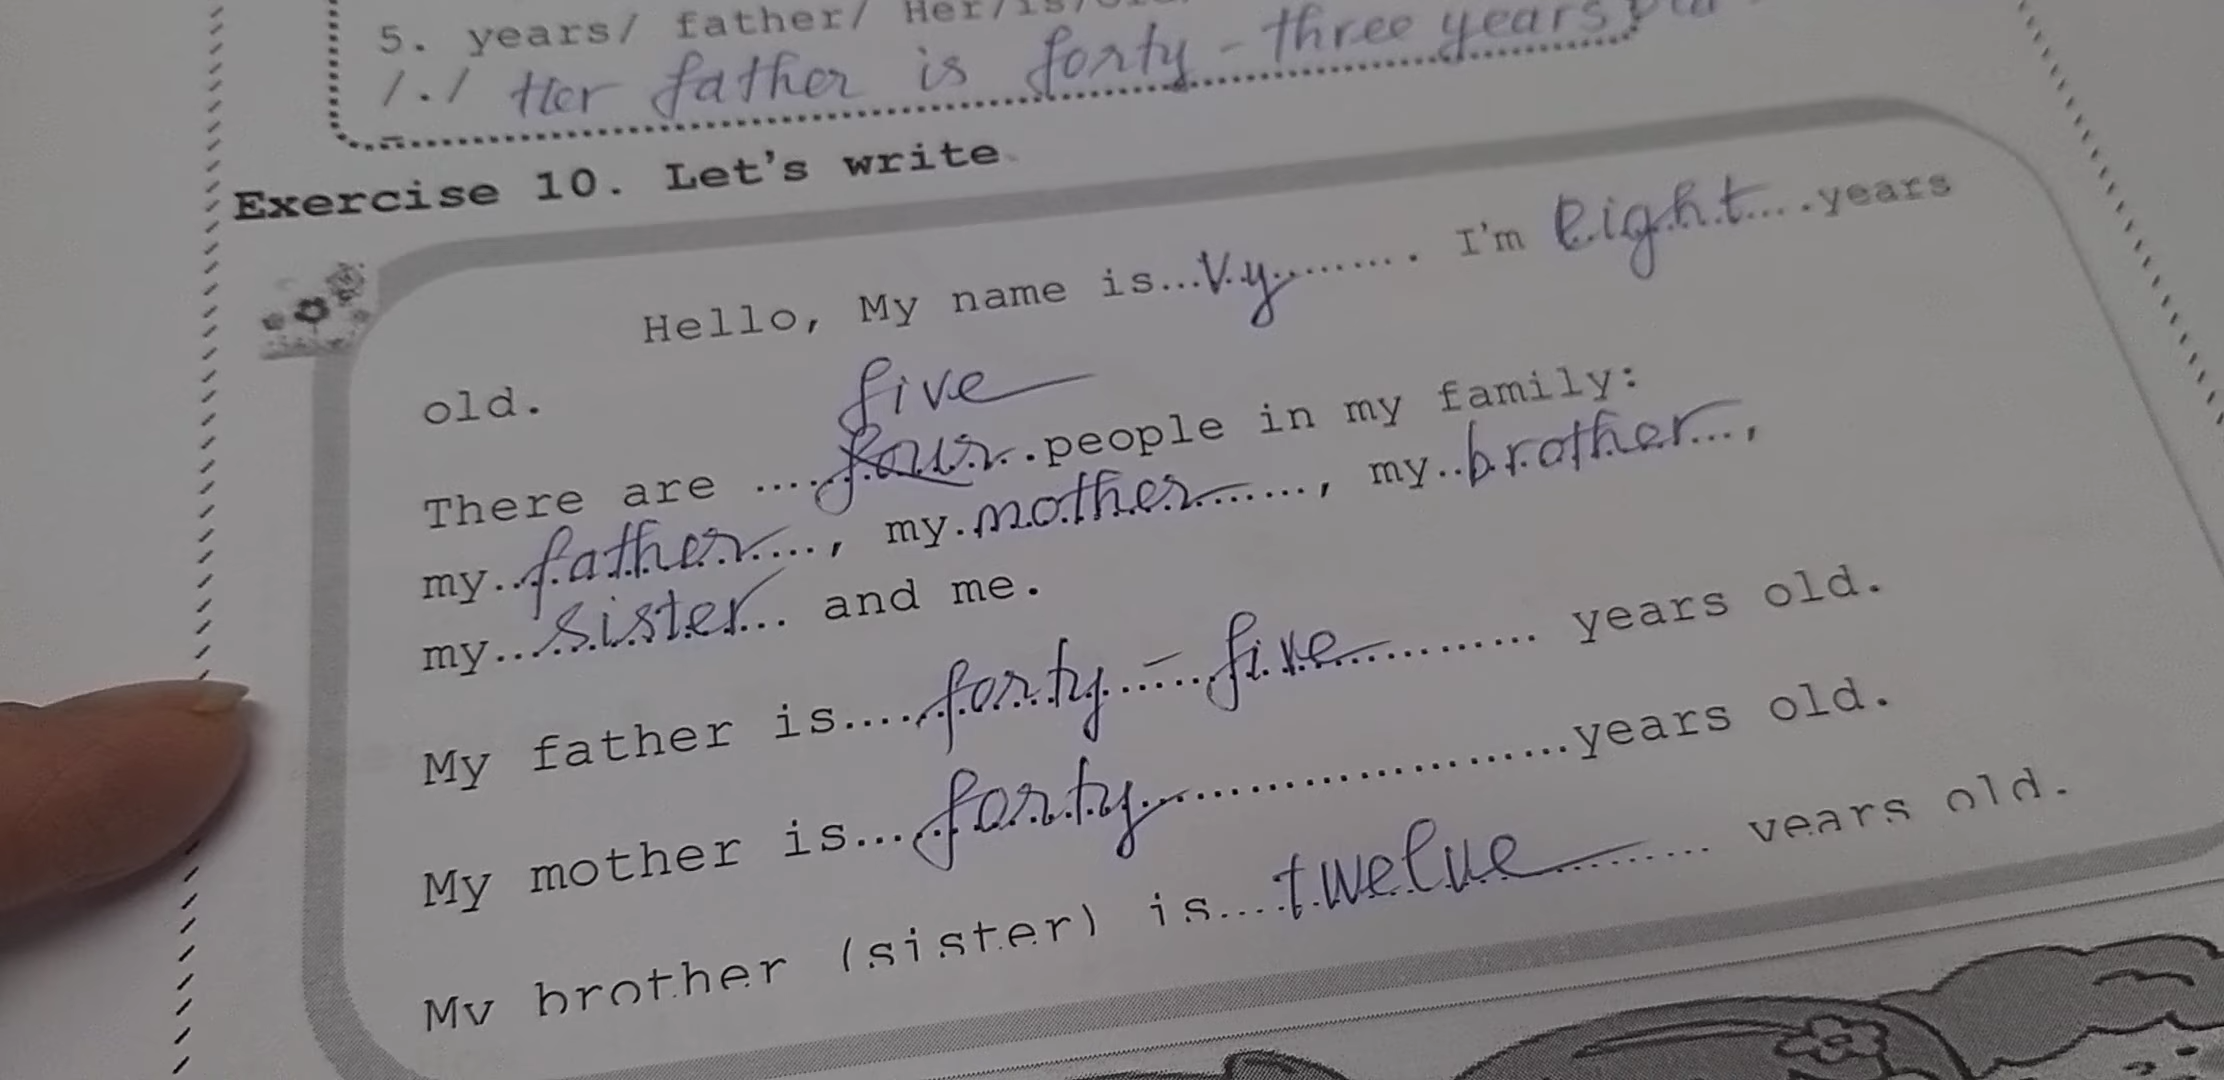 5. years/ father/ Her/is/
/./ Her father is forty-three years old
Exercise 10. Let's write
Hello, My name is...Vy.......... I'm Eight....years
old. five
There are ....four..people in my family:
my..father...., my.mother......., my..brother...,
my...sister... and me.
My father is....forty-five.......... years old.
My mother is...forty....................years old.
My brother (sister) is....twelve....... years old.